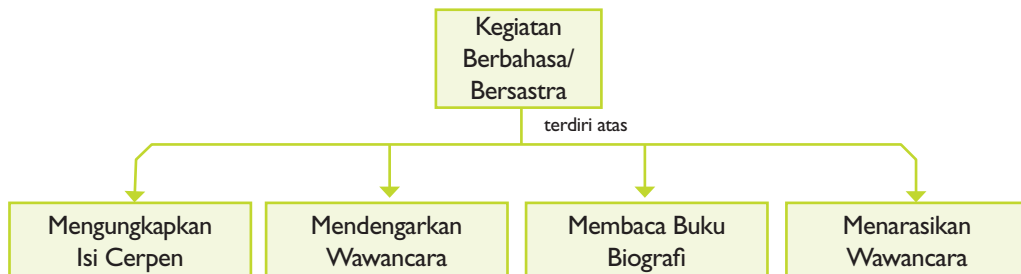 Kegiatan
Berbahasa/
Bersastra
terdiri atas
Mengungkapkan
Isi Cerpen
Mendengarkan
Wawancara
Membaca Buku
Biografi
Menarasikan
Wawancara